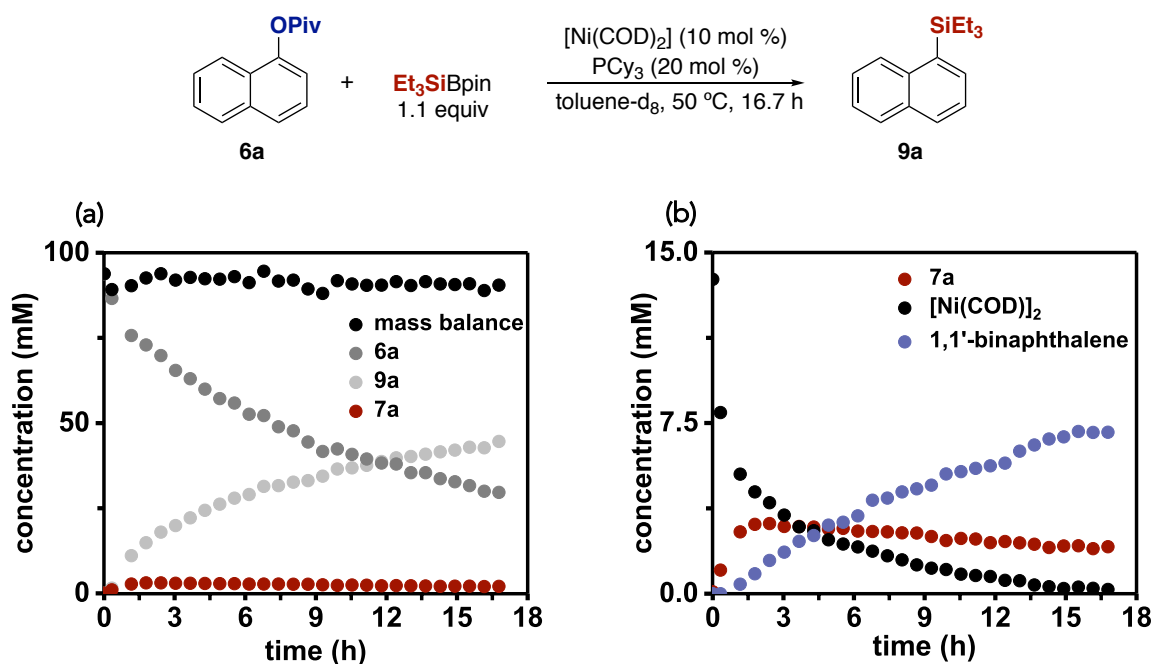 OPiv
6a
+
Et₃SiBpin
1.1 equiv
[Ni(COD)₂] (10 mol %)
PCy₃ (20 mol %)
toluene-d₈, 50 ºC, 16.7 h
SiEt₃
9a
(a)
100
50
0
concentration (mM)
0 3 6 9 12 15 18
time (h)
mass balance
6a
9a
7a
(b)
15.0
7.5
0.0
concentration (mM)
0 3 6 9 12 15 18
time (h)
7a
[Ni(COD)]₂
1,1'-binaphthalene